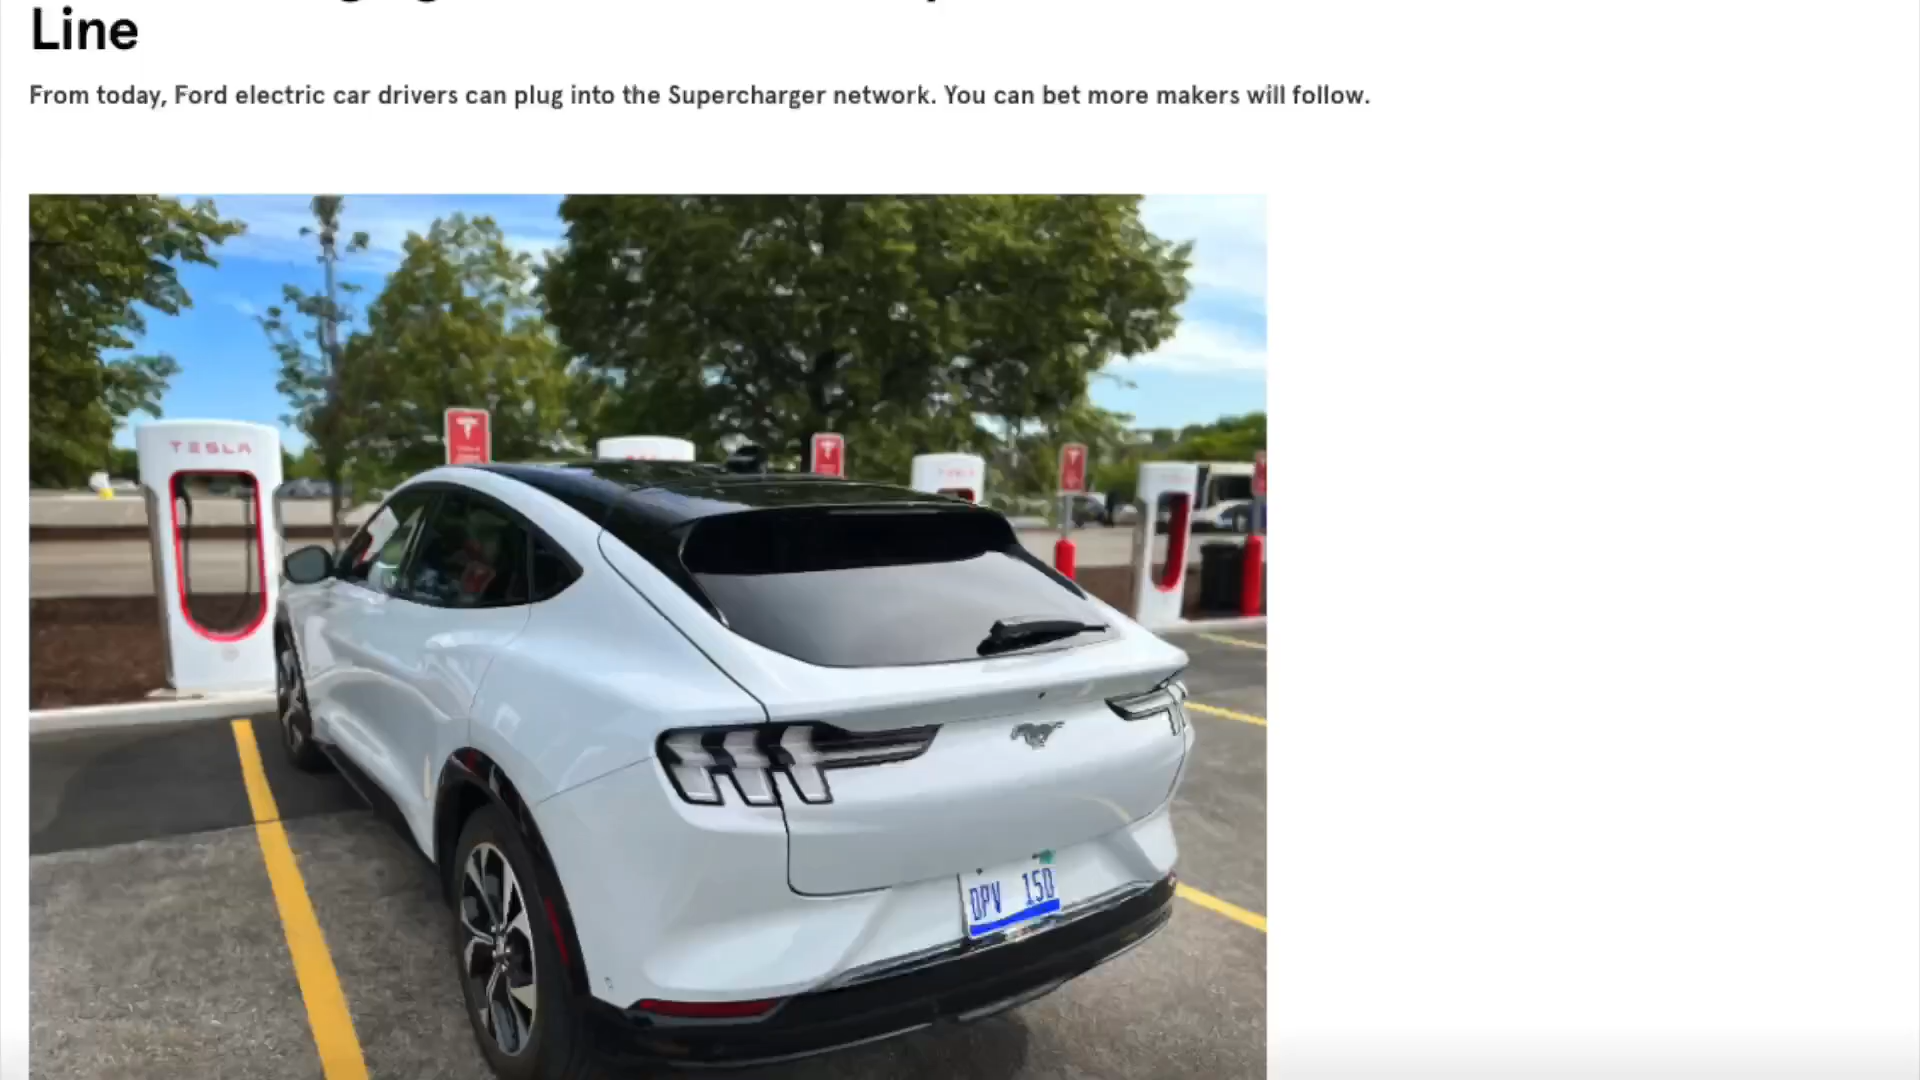 Line
From today, Ford electric car drivers can plug into the Supercharger network. You can bet more makers will follow.
TESLA
DPV 150